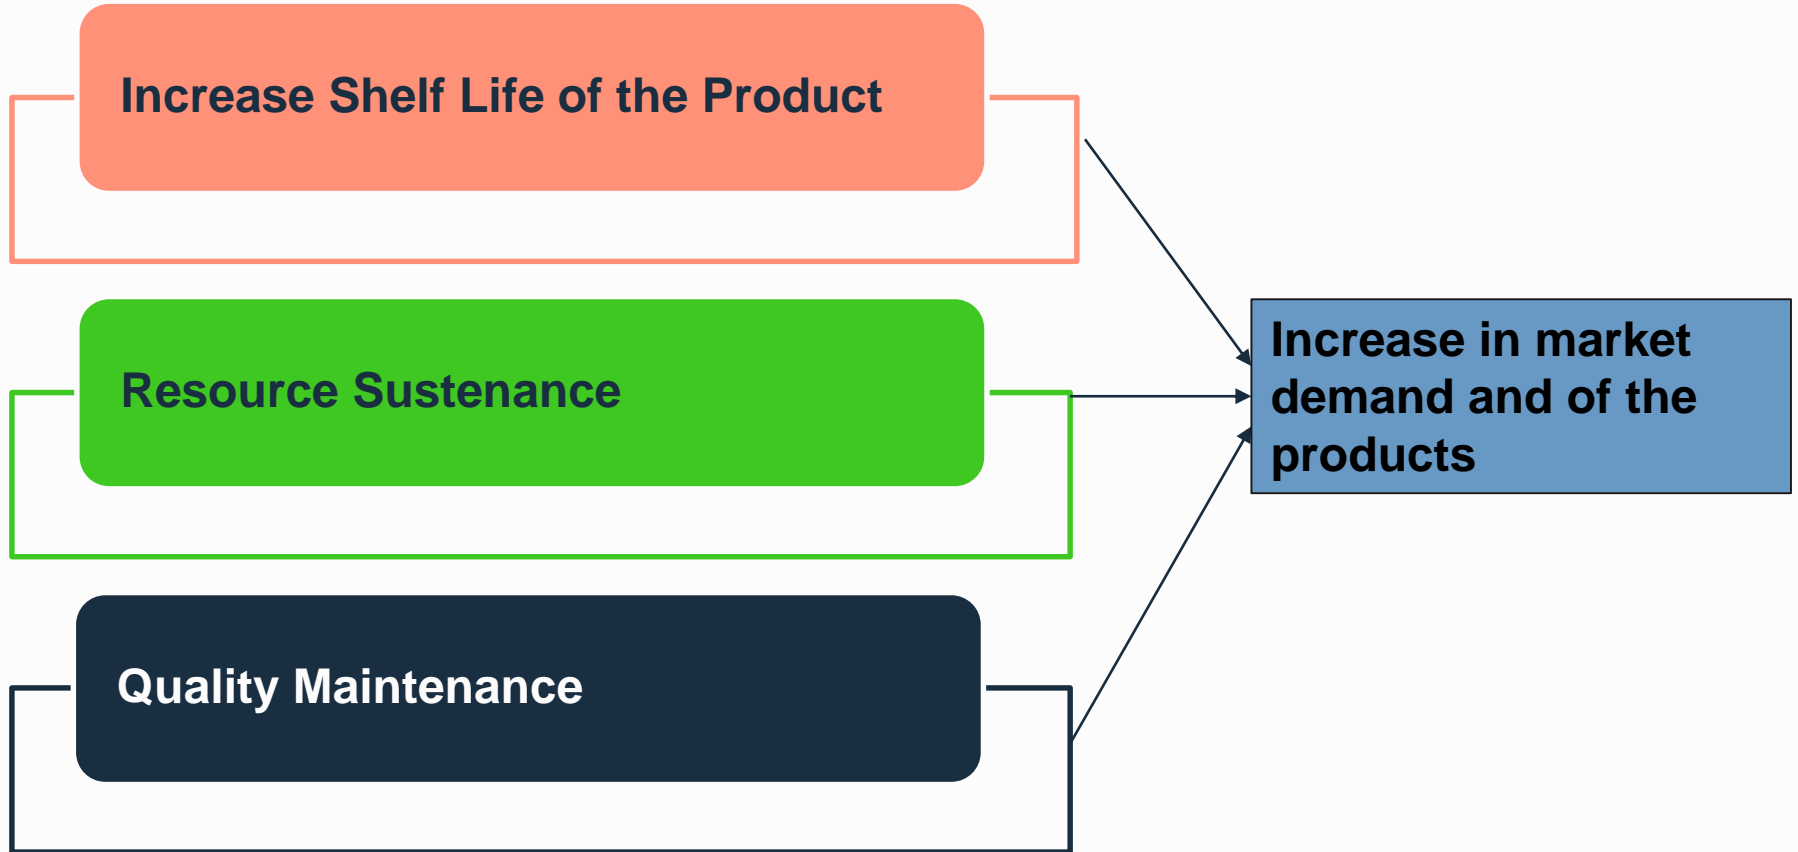 Increase Shelf Life of the Product
Resource Sustenance
Quality Maintenance
Increase in market
demand and of the
products